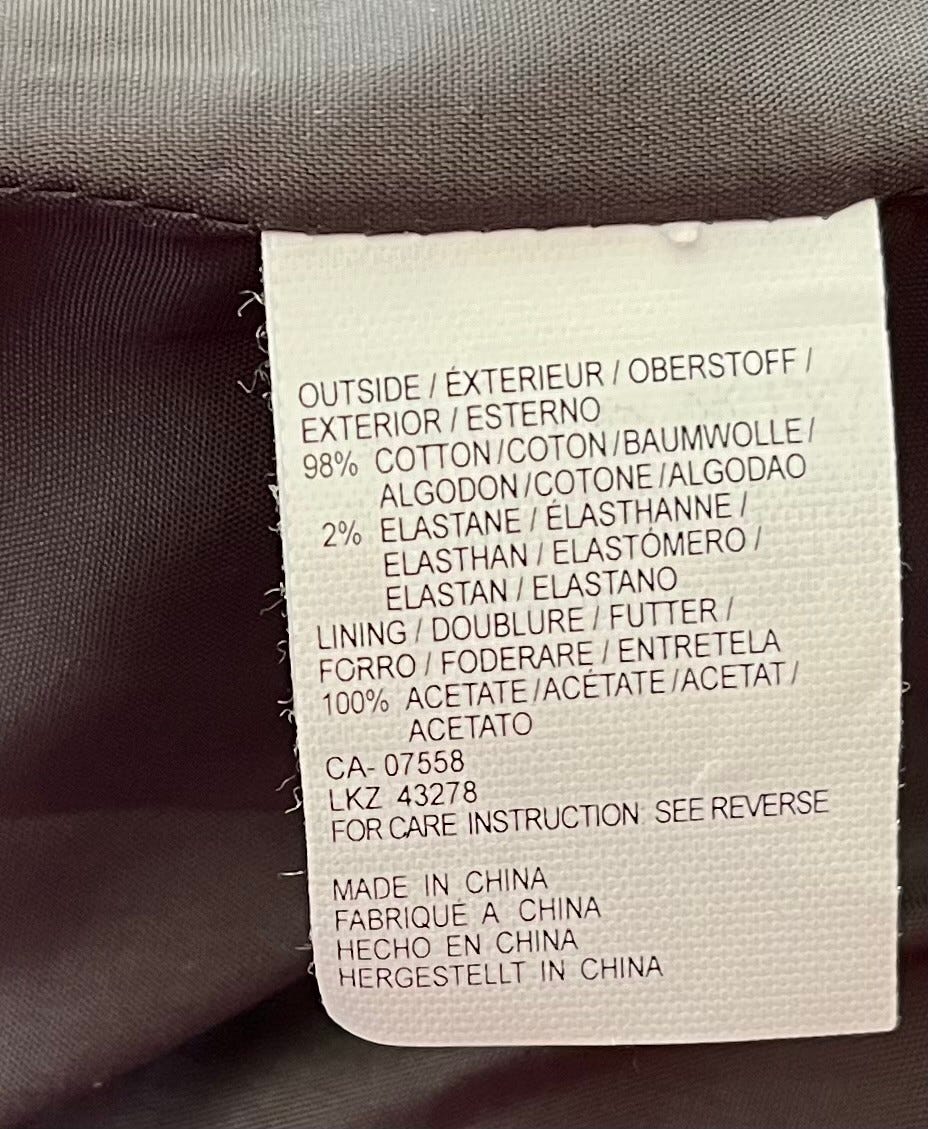 OUTSIDE / ÉXTERIEUR / OBERSTOFF /
EXTERIOR / ESTERNO
98% COTTON/COTON/BAUMWOLLE/
ALGODON/COTONE/ALGODAO
2% ELASTANE / ÉLASTHANNE /
ELASTHAN / ELASTÓMERO /
ELASTAN / ELASTANO
LINING / DOUBLURE / FUTTER /
FORRO / FODERARE / ENTRETELA
100% ACETATE/ACÉTATE/ACETAT/
ACETATO
CA- 07558
LKZ 43278
FOR CARE INSTRUCTION SEE REVERSE
MADE IN CHINA
FABRIQUÉ A CHINA
HECHO EN CHINA
HERGESTELLT IN CHINA